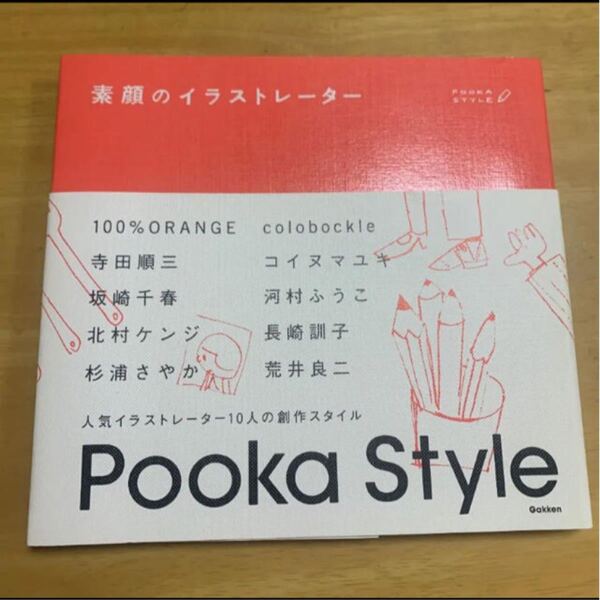 素顔のイラストレーター
POOKA
STYLE
100%ORANGE
寺田順三
坂崎千春
北村ケンジ
杉浦さやか
colobockle
コイヌマユキ
河村ふうこ
長崎訓子
荒井良二
人気イラストレーター10人の創作スタイル
Pooka Style
Gakken